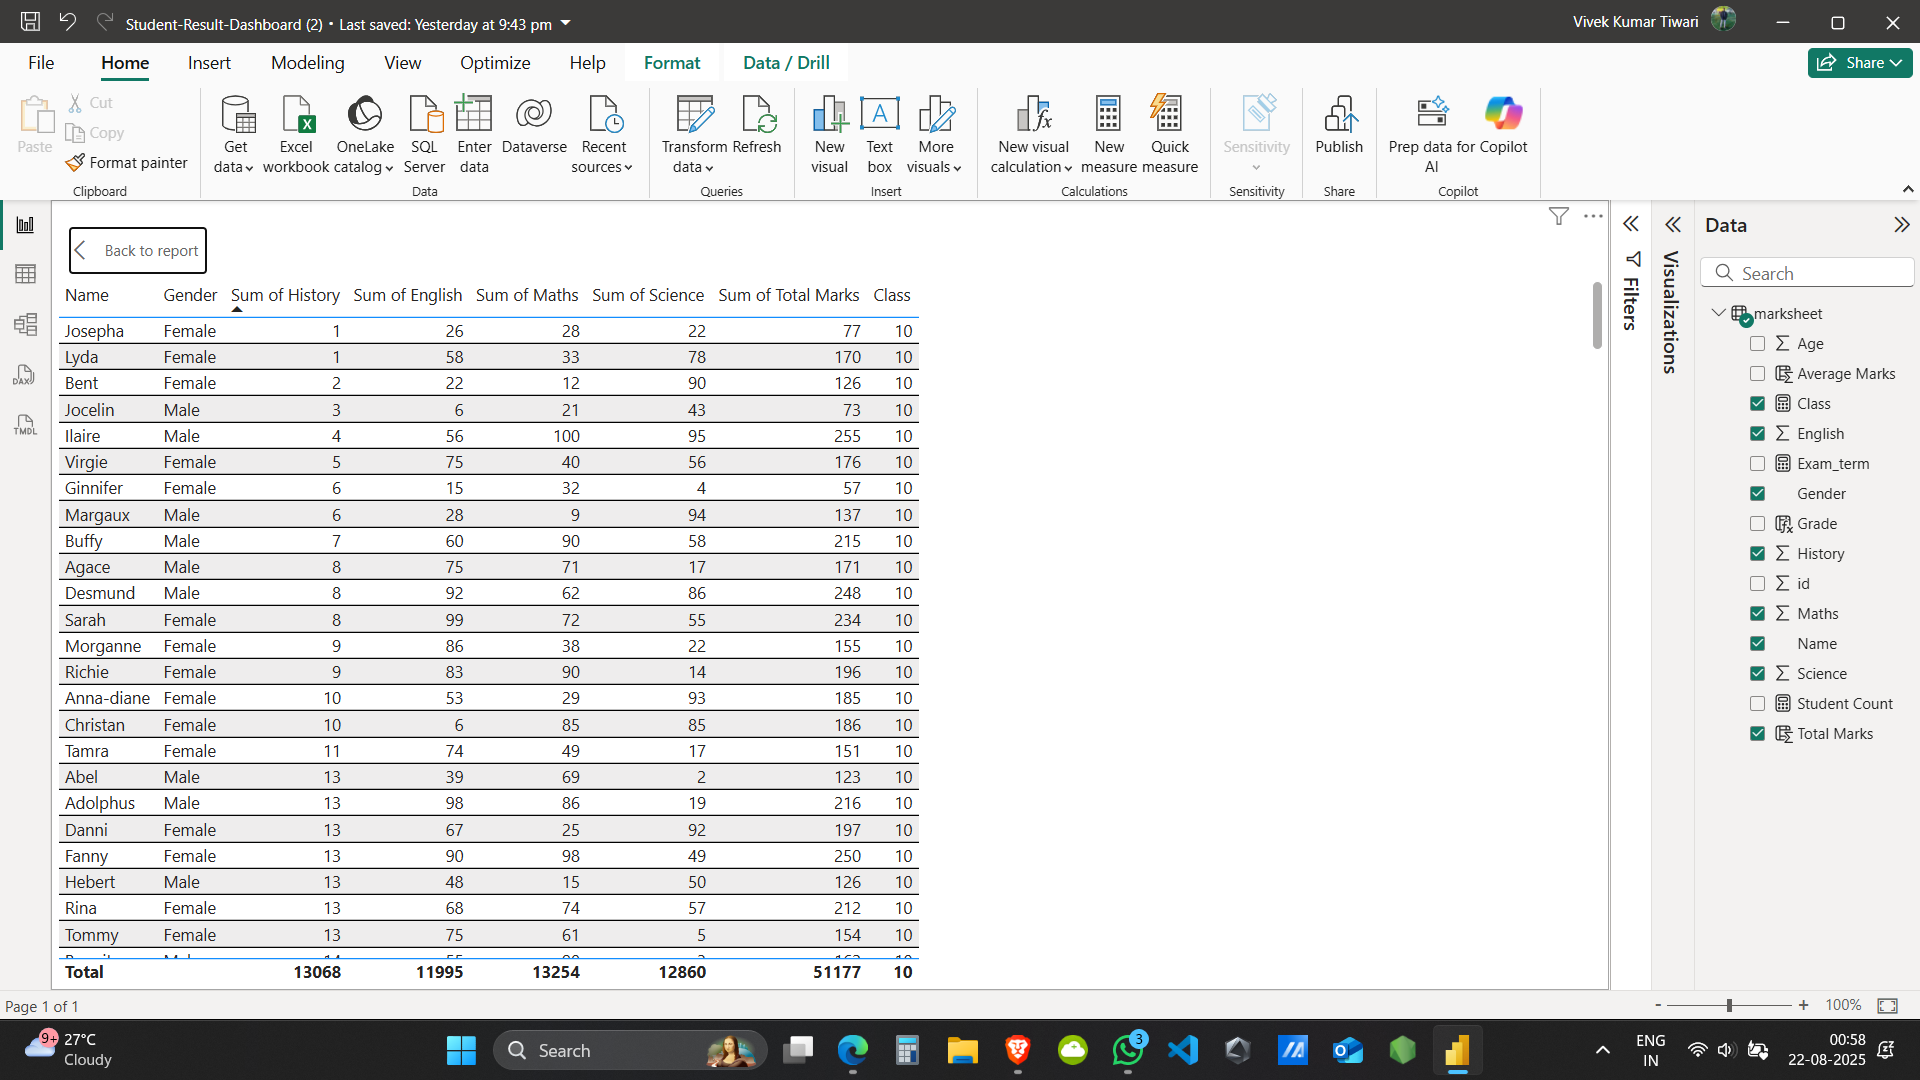 Student-Result-Dashboard (2) • Last saved: Yesterday at 9:43 pm
Vivek Kumar Tiwari
File Home Insert Modeling View Optimize Help Format Data / Drill
Share
Paste
Cut
Copy
Format painter
Clipboard
Get data
Excel workbook
OneLake catalog
SQL Server
Enter data
Dataverse
Recent sources
Data
Transform data
Refresh
Queries
New visual
Text box
More visuals
Insert
New visual calculation
New measure
Quick measure
Calculations
Sensitivity
Sensitivity
Publish
Share
Prep data for AI
Copilot
Copilot
Back to report
Name Gender Sum of History Sum of English Sum of Maths Sum of Science Sum of Total Marks Class
Josepha Female 1 26 28 22 77 10
Lyda Female 1 58 33 78 170 10
Bent Female 2 22 12 90 126 10
Jocelin Male 3 6 21 43 73 10
Ilaire Male 4 56 100 95 255 10
Virgie Female 5 75 40 56 176 10
Ginnifer Female 6 15 32 4 57 10
Margaux Male 6 28 9 94 137 10
Buffy Male 7 60 90 58 215 10
Agace Male 8 75 71 17 171 10
Desmund Male 8 92 62 86 248 10
Sarah Female 8 99 72 55 234 10
Morganne Female 9 86 38 22 155 10
Richie Female 9 83 90 14 196 10
Anna-diane Female 10 53 29 93 185 10
Christan Female 10 6 85 85 186 10
Tamra Female 11 74 49 17 151 10
Abel Male 13 39 69 2 123 10
Adolphus Male 13 98 86 19 216 10
Danni Female 13 67 25 92 197 10
Fanny Female 13 90 98 49 250 10
Hebert Male 13 48 15 50 126 10
Rina Female 13 68 74 57 212 10
Tommy Female 13 75 61 5 154 10
Total 13068 11995 13254 12860 51177 10
Filters
Visualizations
Data
Search
marksheet
Age
Average Marks
Class
English
Exam_term
Gender
Grade
History
id
Maths
Name
Science
Student Count
Total Marks
DAX
TMDL
Page 1 of 1
- + 100%
9+
27°C
Cloudy
Search
3
ENG
IN
00:58
22-08-2025